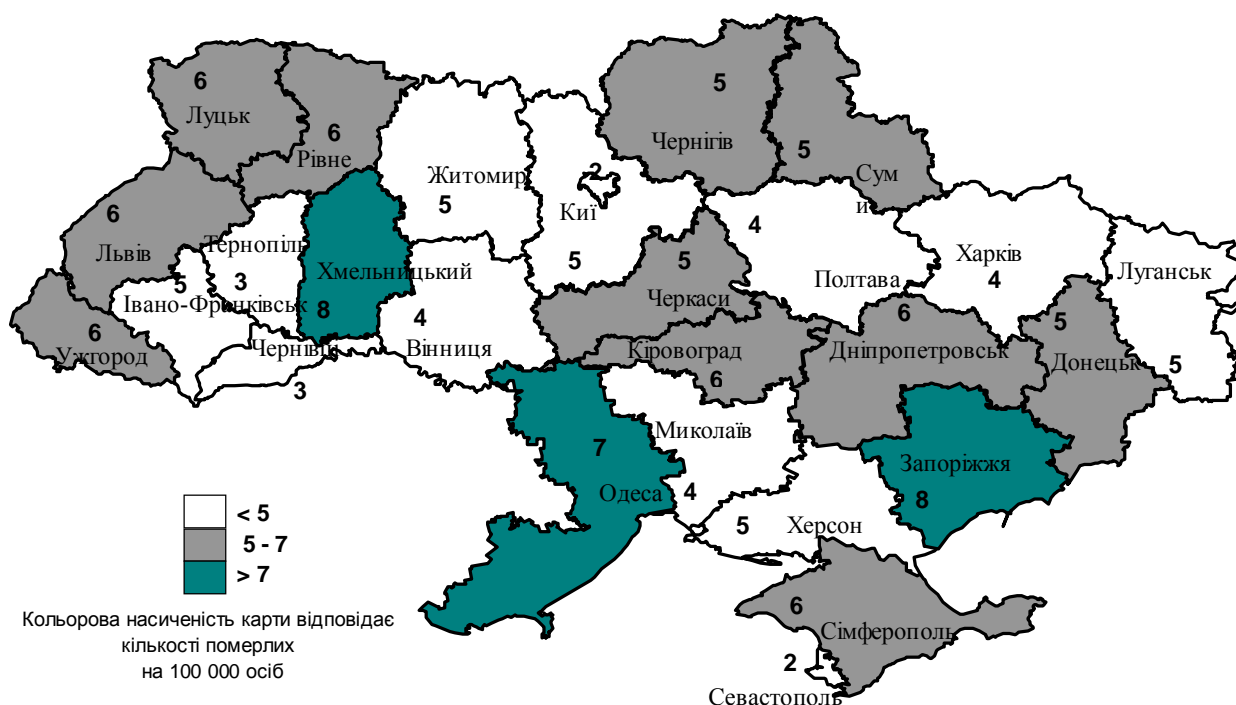 6
Луцьк
6
Рівне
Житомир
5
2
Киї
5
5
Чернігів
5
Сум
и
6
Львів
Тернопіль
3
Хмельницький
8
5
Івано-Франківськ
6
Ужгород
Чернівці
3
4
Вінниця
5
Черкаси
4
Полтава
Харків
4
Луганськ
5
Кіровоград
6
6
Дніпропетровськ
5
Донецьк
7
Одеса
Миколаїв
4
Запоріжжя
8
5
Херсон
6
Сімферополь
2
Севастополь
< 5
5 - 7
> 7
Кольорова насиченість карти відповідає
кількості померлих
на 100 000 осіб